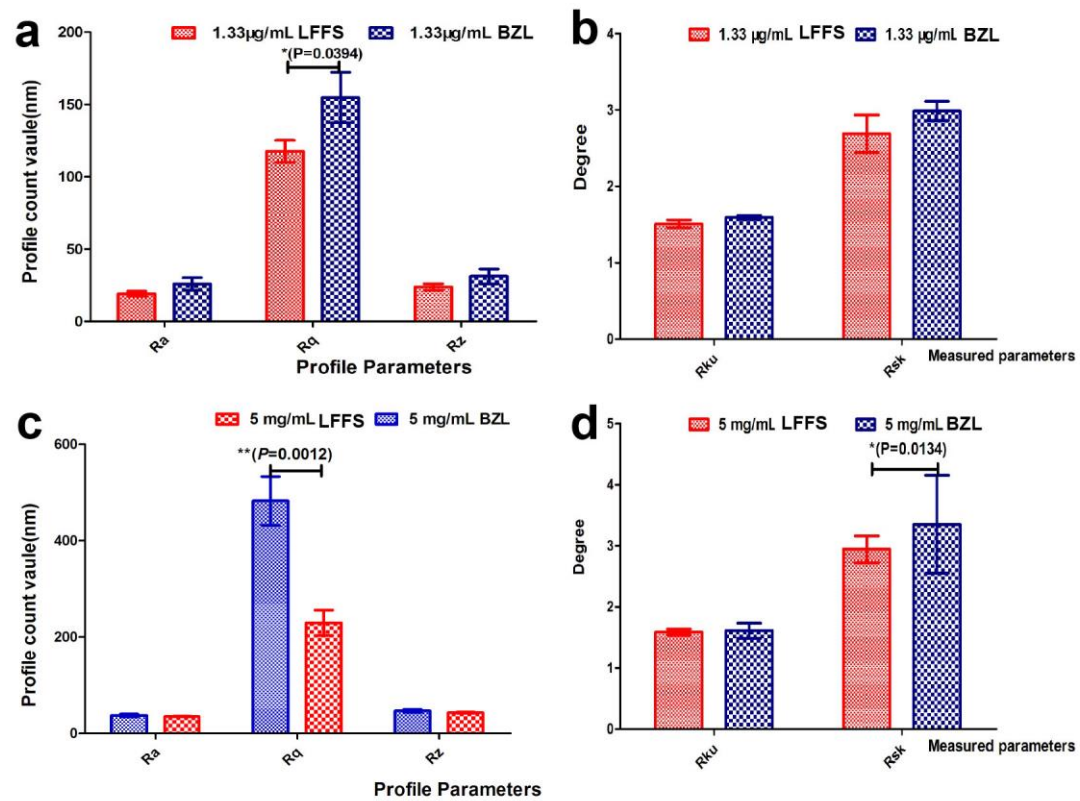 a
1.33µg/mL LFFS 1.33µg/mL BZL
*(P=0.0394)
200
150
100
50
0
Profile count vaule(nm)
Ra Rq Rz
Profile Parameters
b
1.33 µg/mL LFFS 1.33 µg/mL BZL
4
3
2
1
0
Degree
Rku Rsk
Measured parameters
c
5 mg/mL LFFS 5 mg/mL BZL
**(P=0.0012)
600
400
200
0
Profile count vaule(nm)
Ra Rq Rz
Profile Parameters
d
5 mg/mL LFFS 5 mg/mL BZL
*(P=0.0134)
5
4
3
2
1
0
Degree
Rku Rsk
Measured parameters